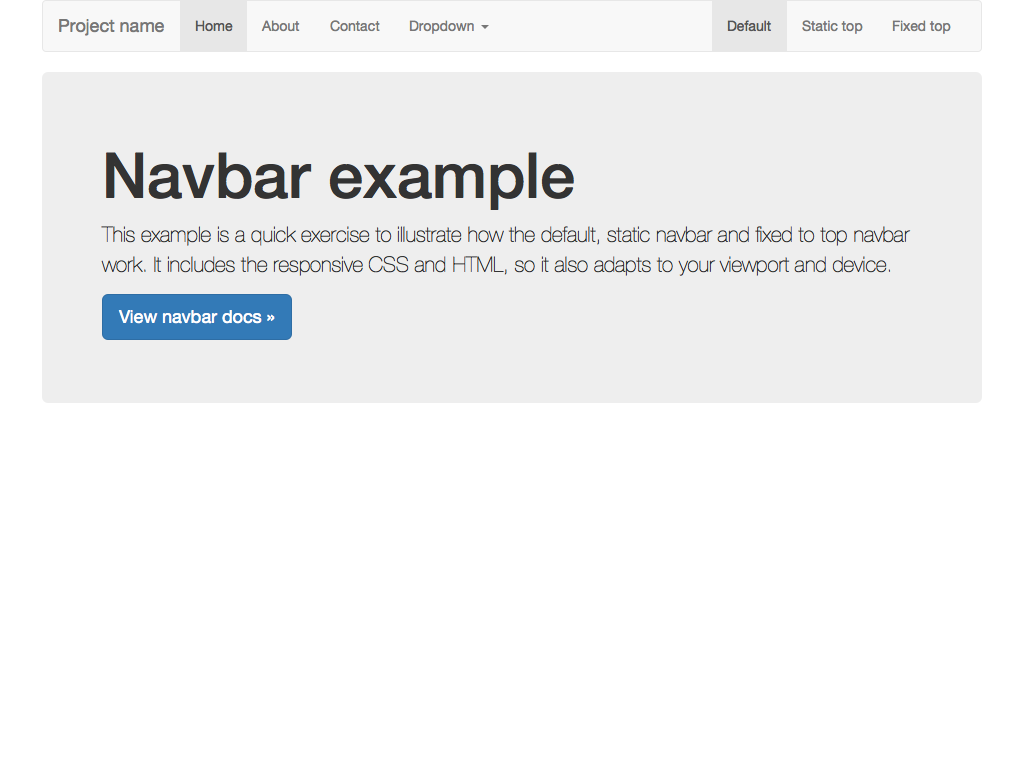 Project name Home About Contact Dropdown Default Static top Fixed top
Navbar example
This example is a quick exercise to illustrate how the default, static navbar and fixed to top navbar
work. It includes the responsive CSS and HTML, so it also adapts to your viewport and device.
View navbar docs »